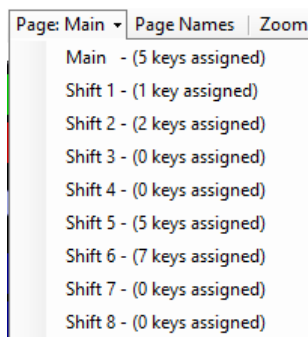 Page: Main Page Names Zoom
Main - (5 keys assigned)
Shift 1 - (1 key assigned)
Shift 2 - (2 keys assigned)
Shift 3 - (0 keys assigned)
Shift 4 - (0 keys assigned)
Shift 5 - (5 keys assigned)
Shift 6 - (7 keys assigned)
Shift 7 - (0 keys assigned)
Shift 8 - (0 keys assigned)